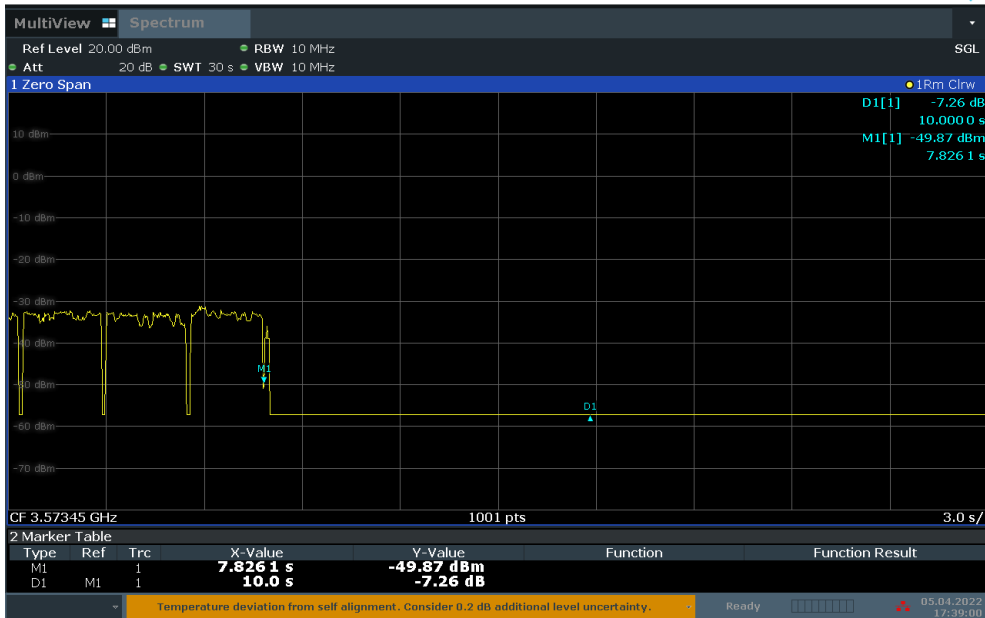 MultiView Spectrum
Ref Level 20.00 dBm RBW 10 MHz SGL
Att 20 dB SWT 30 s VBW 10 MHz
1 Zero Span 1Rm Clrw
D1[1] -7.26 dB
10.000 0 s
M1[1] -49.87 dBm
7.826 1 s
10 dBm
0 dBm
-10 dBm
-20 dBm
-30 dBm
-40 dBm
M1
-50 dBm
D1
-60 dBm
-70 dBm
CF 3.57345 GHz 1001 pts 3.0 s/
2 Marker Table
Type Ref Trc X-Value Y-Value Function Function Result
M1 1 7.826 1 s -49.87 dBm
D1 M1 1 10.0 s -7.26 dB
Temperature deviation from self alignment. Consider 0.2 dB additional level uncertainty. Ready 05.04.2022
17:39:00